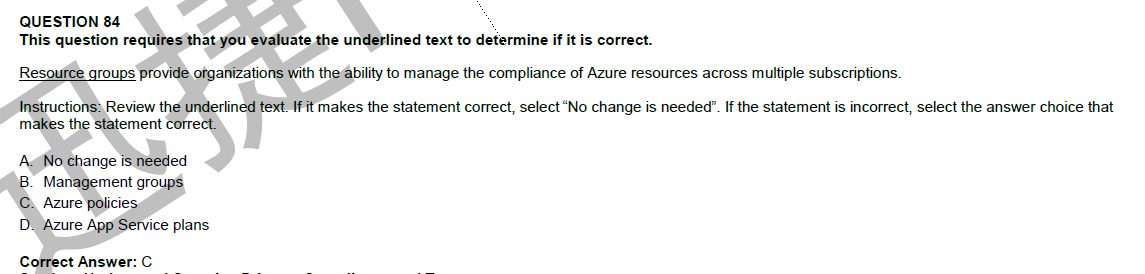 QUESTION 84
This question requires that you evaluate the underlined text to determine if it is correct.
Resource groups provide organizations with the ability to manage the compliance of Azure resources across multiple subscriptions.
Instructions: Review the underlined text. If it makes the statement correct, select “No change is needed”. If the statement is incorrect, select the answer choice that
makes the statement correct.
A. No change is needed
B. Management groups
C. Azure policies
D. Azure App Service plans
Correct Answer: C
迅捷